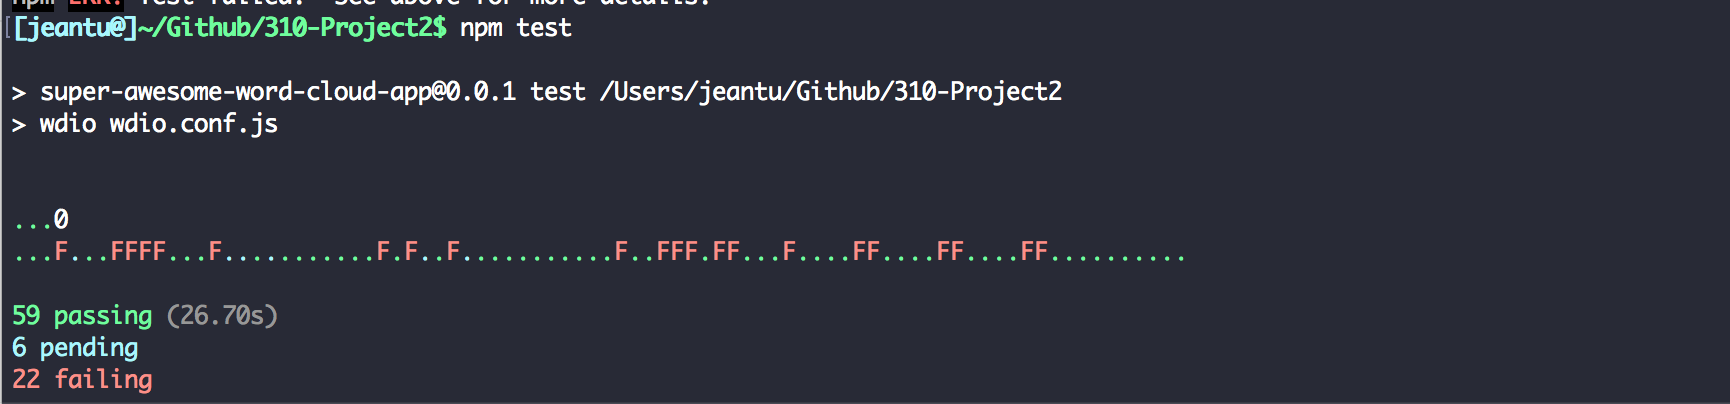 npm ERR! Test failed.  See above for more details.
[jeantu@]~/Github/310-Project2$ npm test
> super-awesome-word-cloud-app@0.0.1 test /Users/jeantu/Github/310-Project2
> wdio wdio.conf.js
...0
...F...FFFF...F...........F.F..F...........F..FFF.FF...F....FF....FF....FF..........
59 passing (26.70s)
6 pending
22 failing